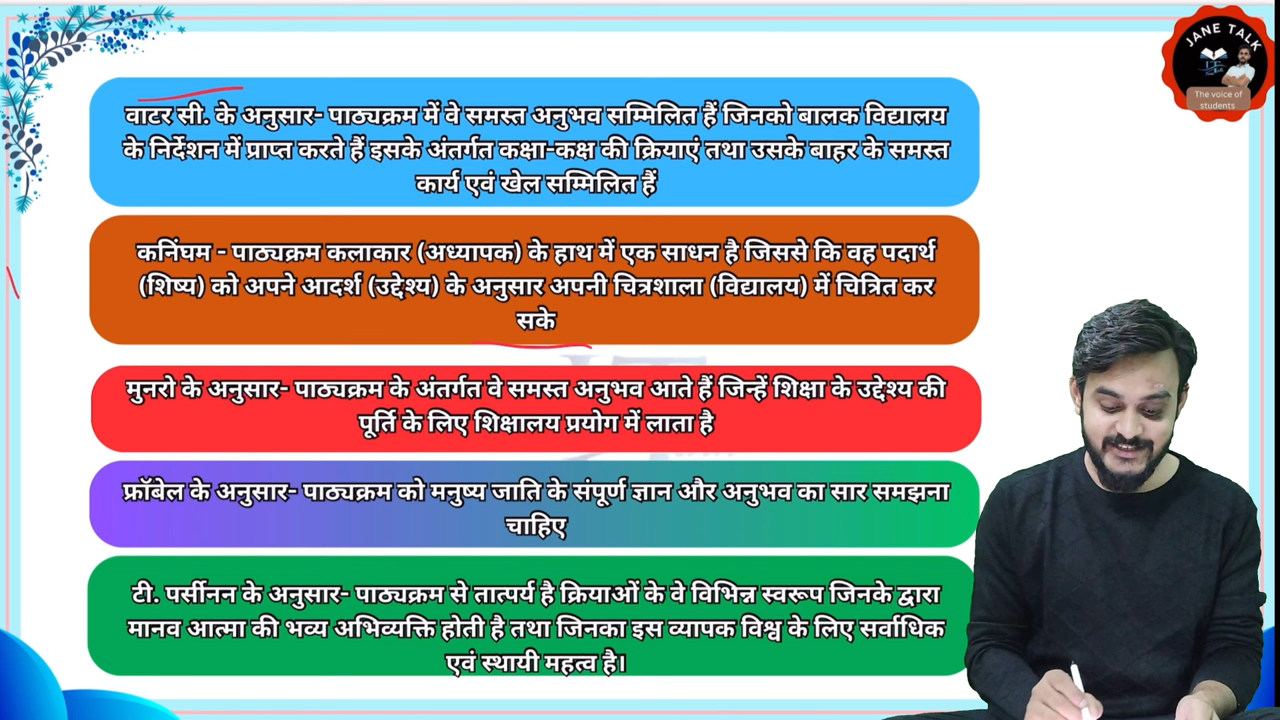 JANE TALK
The voice of
students
वाटर सी. के अनुसार- पाठ्यक्रम में वे समस्त अनुभव सम्मिलित हैं जिनको बालक विद्यालय
के निर्देशन में प्राप्त करते हैं इसके अंतर्गत कक्षा-कक्ष की क्रियाएं तथा उसके बाहर के समस्त
कार्य एवं खेल सम्मिलित हैं
कनिंघम - पाठ्यक्रम कलाकार (अध्यापक) के हाथ में एक साधन है जिससे कि वह पदार्थ
(शिष्य) को अपने आदर्श (उद्देश्य) के अनुसार अपनी चित्रशाला (विद्यालय) में चित्रित कर
सके
मुनरो के अनुसार- पाठ्यक्रम के अंतर्गत वे समस्त अनुभव आते हैं जिन्हें शिक्षा के उद्देश्य की
पूर्ति के लिए शिक्षालय प्रयोग में लाता है
फ्रॉबेल के अनुसार- पाठ्यक्रम को मनुष्य जाति के संपूर्ण ज्ञान और अनुभव का सार समझना
चाहिए
टी. पर्सीनन के अनुसार- पाठ्यक्रम से तात्पर्य है क्रियाओं के वे विभिन्न स्वरूप जिनके द्वारा
मानव आत्मा की भव्य अभिव्यक्ति होती है तथा जिनका इस व्यापक विश्व के लिए सर्वाधिक
एवं स्थायी महत्व है।